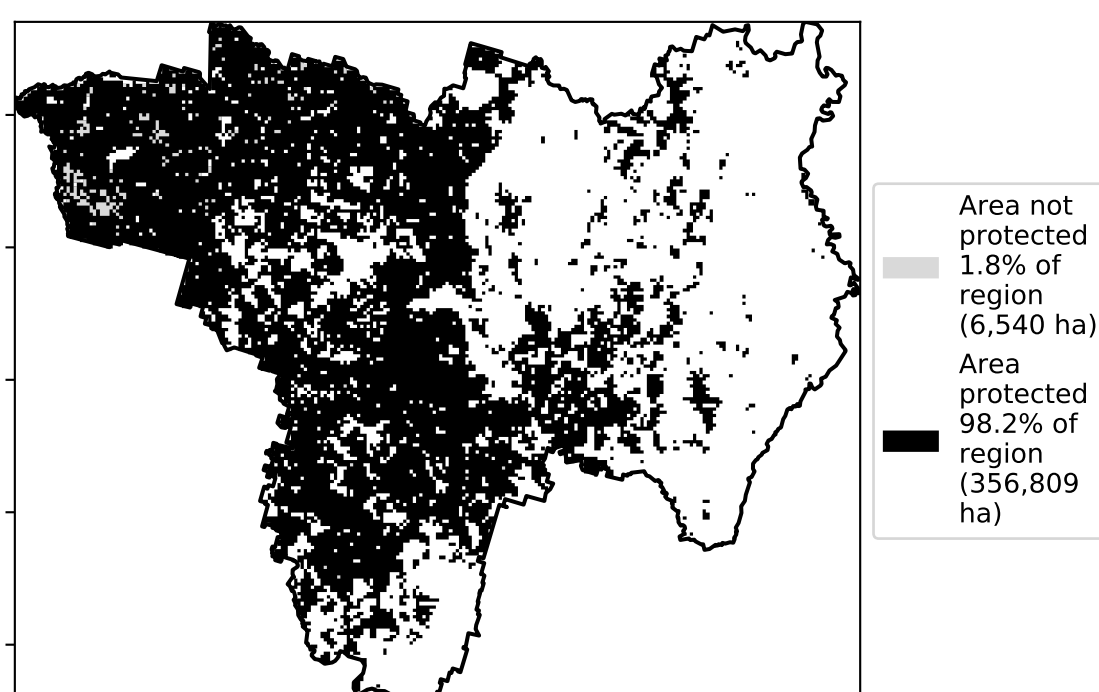 Area not
protected
1.8% of
region
(6,540 ha)
Area
protected
98.2% of
region
(356,809
ha)